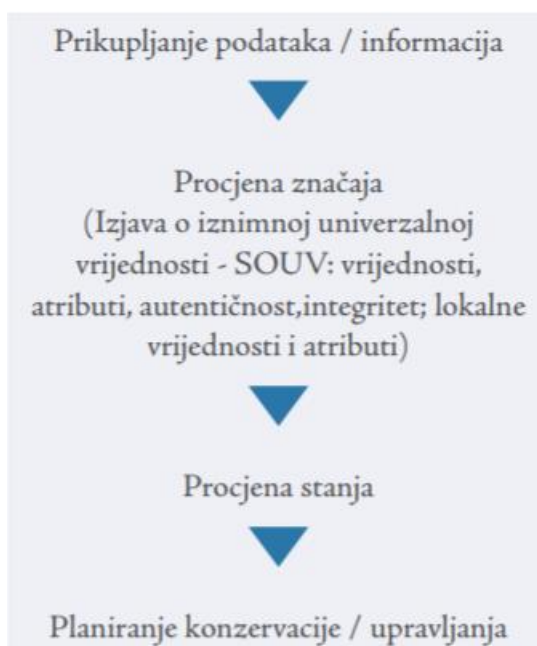 Prikupljanje podataka / informacija
Procjena značaja
(Izjava o iznimnoj univerzalnoj
vrijednosti - SOUV: vrijednosti,
atributi, autentičnost,integritet; lokalne
vrijednosti i atributi)
Procjena stanja
Planiranje konzervacije / upravljanja